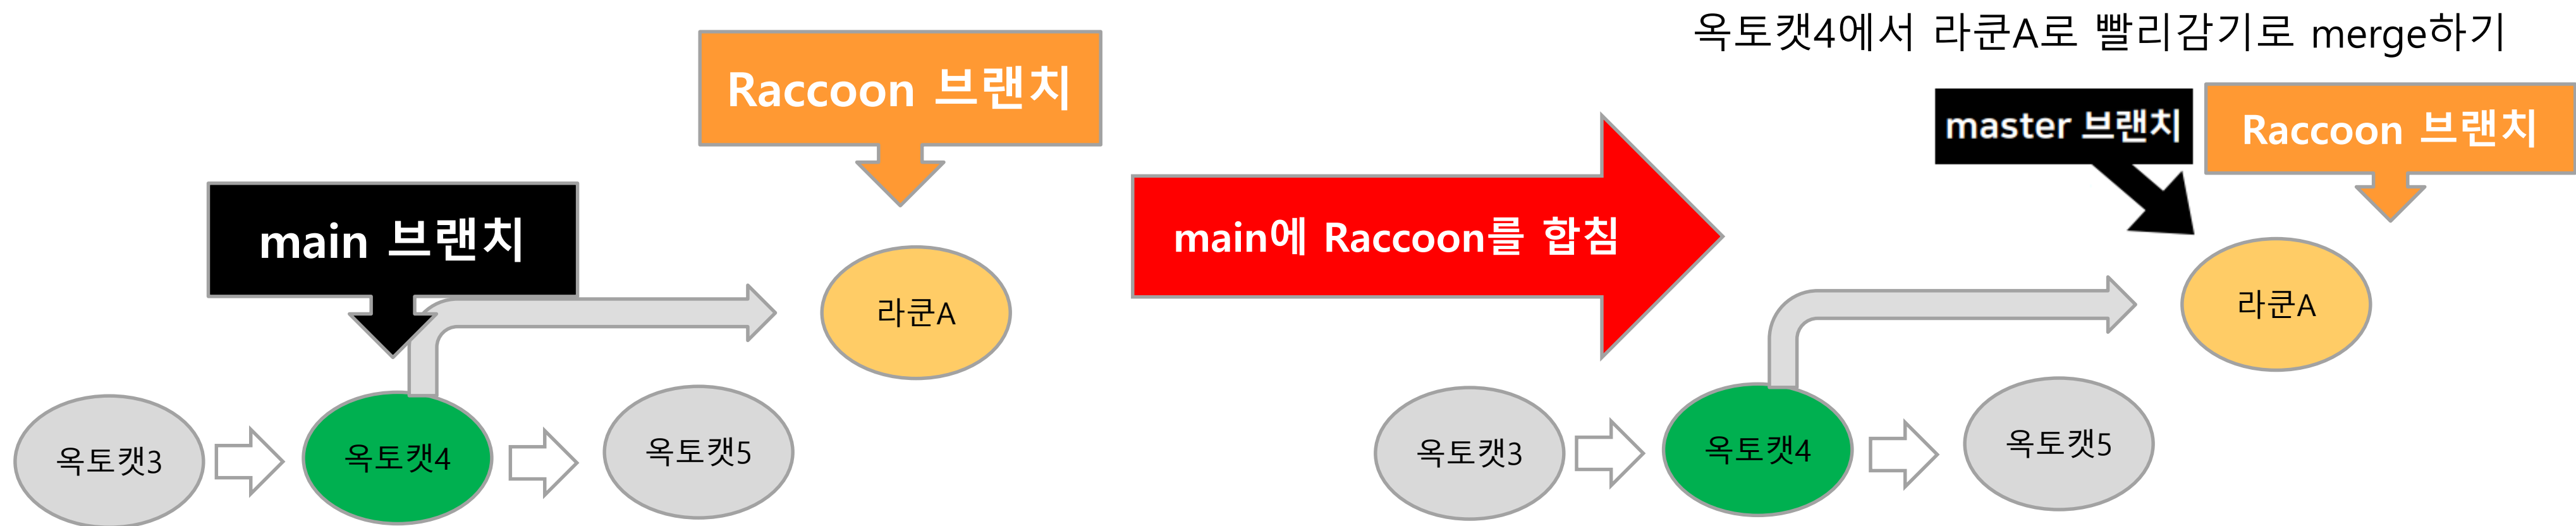 옥토캣4에서 라쿤A로 빨리감기로 merge하기
Raccoon 브랜치
main 브랜치
라쿤A
옥토캣3
옥토캣4
옥토캣5
main에 Raccoon를 합침
master 브랜치
Raccoon 브랜치
라쿤A
옥토캣3
옥토캣4
옥토캣5